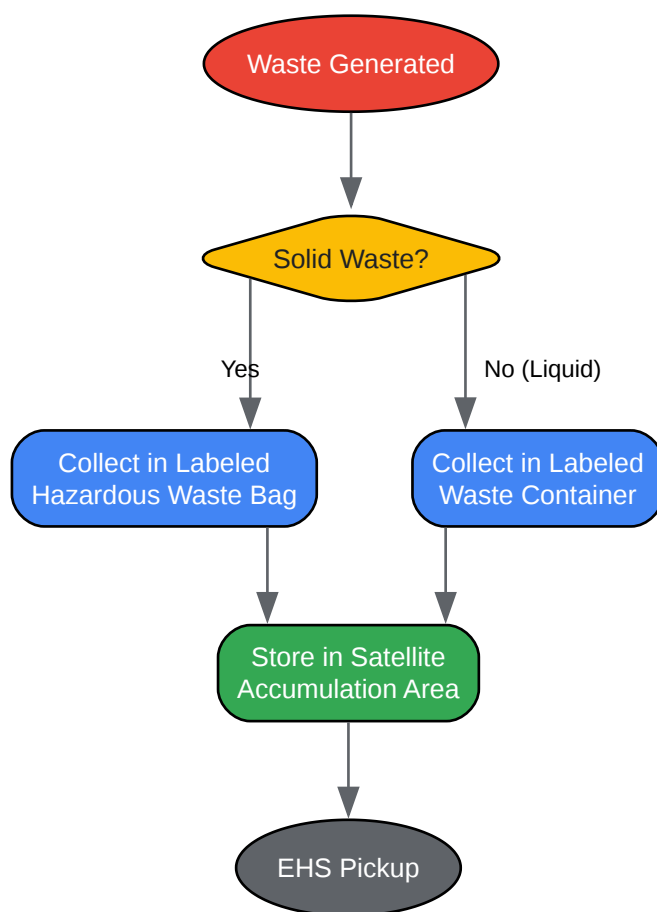 Waste Generated
Solid Waste?
Yes
No (Liquid)
Collect in Labeled
Hazardous Waste Bag
Collect in Labeled
Waste Container
Store in Satellite
Accumulation Area
EHS Pickup